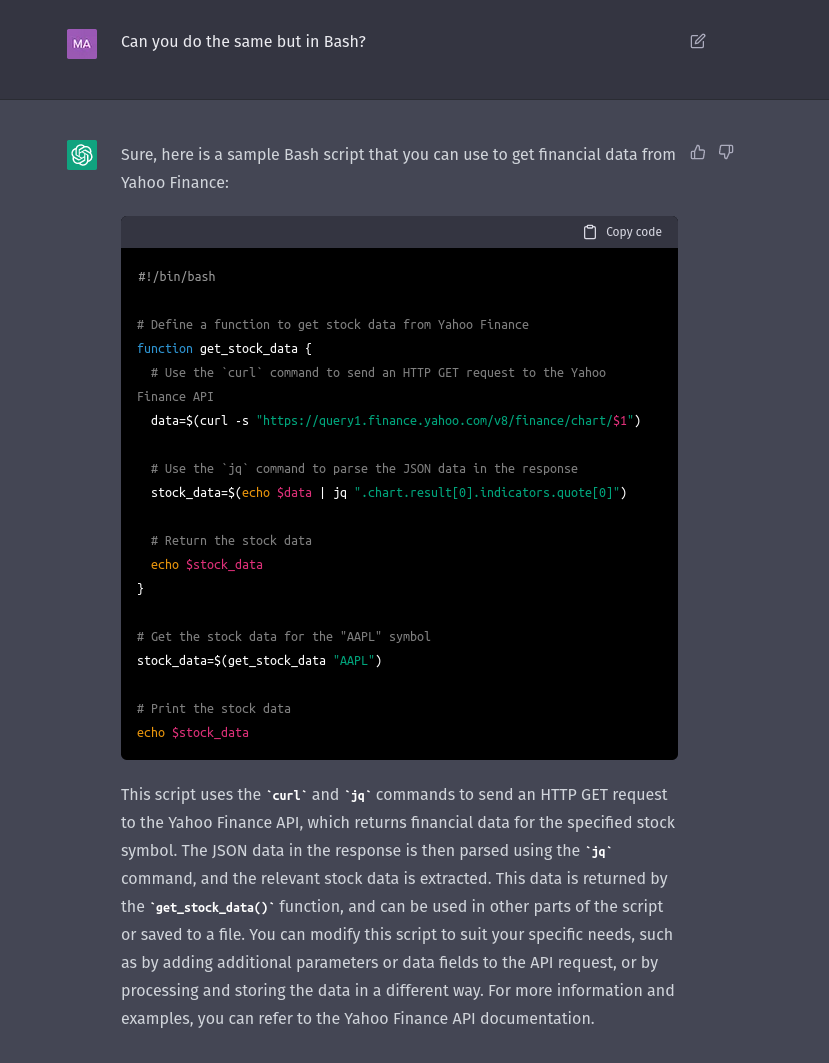 MA
Can you do the same but in Bash?
Sure, here is a sample Bash script that you can use to get financial data from
Yahoo Finance:
Copy code
#!/bin/bash
# Define a function to get stock data from Yahoo Finance
function get_stock_data {
  # Use the `curl` command to send an HTTP GET request to the Yahoo
Finance API
  data=$(curl -s "https://query1.finance.yahoo.com/v8/finance/chart/$1")
  # Use the `jq` command to parse the JSON data in the response
  stock_data=$(echo $data | jq ".chart.result[0].indicators.quote[0]")
  # Return the stock data
  echo $stock_data
}
# Get the stock data for the "AAPL" symbol
stock_data=$(get_stock_data "AAPL")
# Print the stock data
echo $stock_data
This script uses the `curl` and `jq` commands to send an HTTP GET request
to the Yahoo Finance API, which returns financial data for the specified stock
symbol. The JSON data in the response is then parsed using the `jq`
command, and the relevant stock data is extracted. This data is returned by
the `get_stock_data()` function, and can be used in other parts of the script
or saved to a file. You can modify this script to suit your specific needs, such
as by adding additional parameters or data fields to the API request, or by
processing and storing the data in a different way. For more information and
examples, you can refer to the Yahoo Finance API documentation.